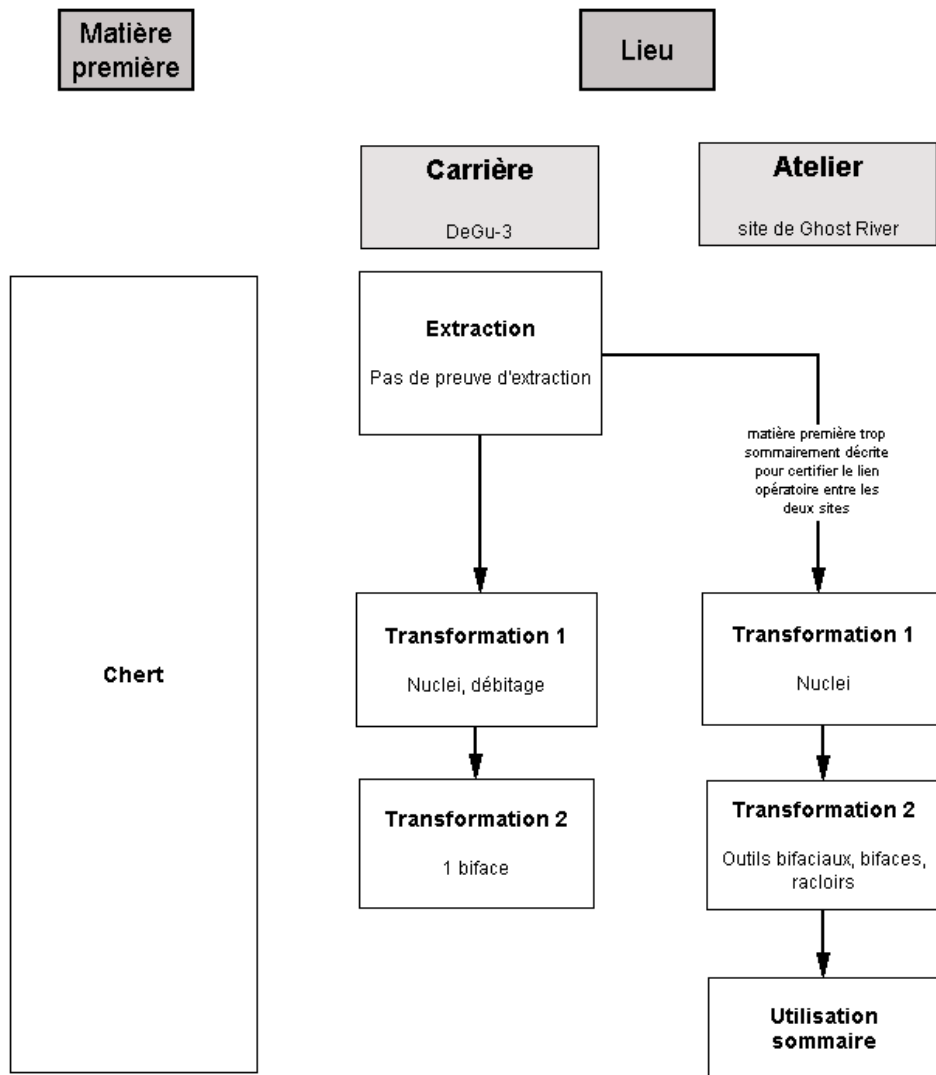 Matière
première
Lieu
Carrière
DeGu-3
Atelier
site de Ghost River
Extraction
Pas de preuve d'extraction
matière première trop
sommairement décrite
pour certifier le lien
opératoire entre les
deux sites
Chert
Transformation 1
Nuclei, débitage
Transformation 1
Nuclei
Transformation 2
1 biface
Transformation 2
Outils bifaciaux, bifaces,
racloirs
Utilisation
sommaire